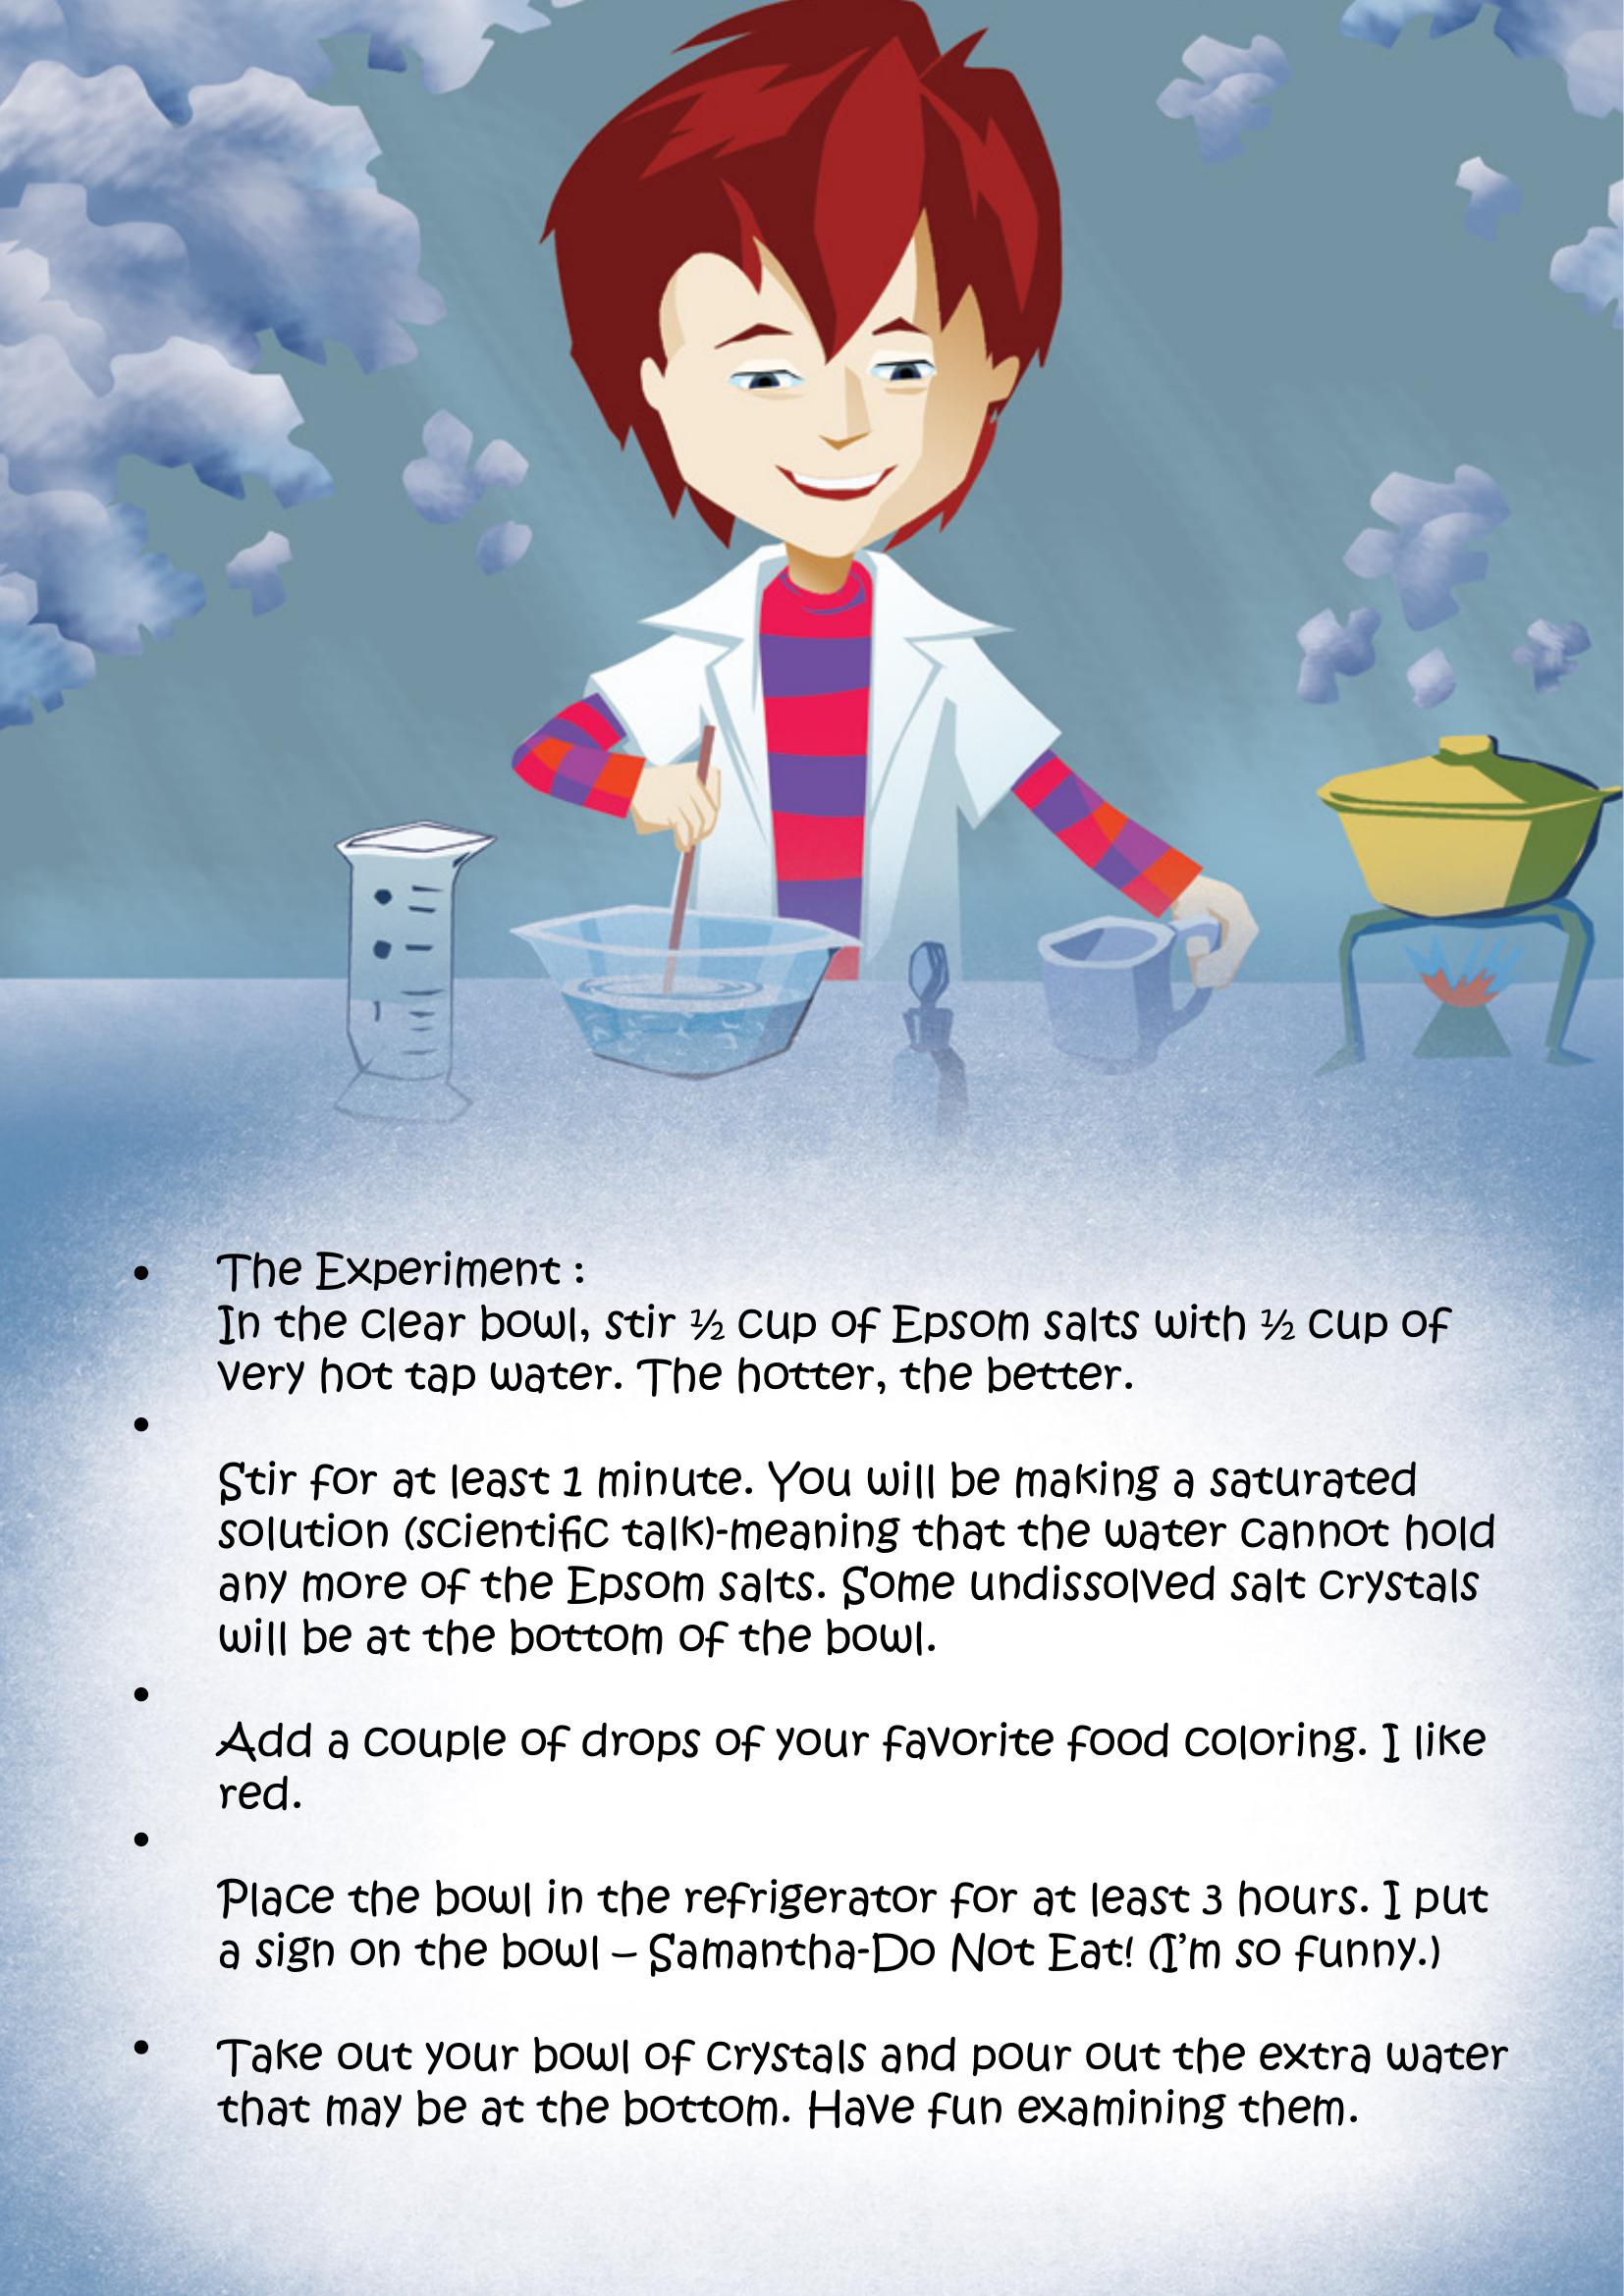 • The Experiment :
In the clear bowl, stir ½ cup of Epsom salts with ½ cup of
very hot tap water. The hotter, the better.
•
Stir for at least 1 minute. You will be making a saturated
solution (scientific talk)-meaning that the water cannot hold
any more of the Epsom salts. Some undissolved salt crystals
will be at the bottom of the bowl.
•
Add a couple of drops of your favorite food coloring. I like
red.
•
Place the bowl in the refrigerator for at least 3 hours. I put
a sign on the bowl – Samantha-Do Not Eat! (I’m so funny.)
• Take out your bowl of crystals and pour out the extra water
that may be at the bottom. Have fun examining them.